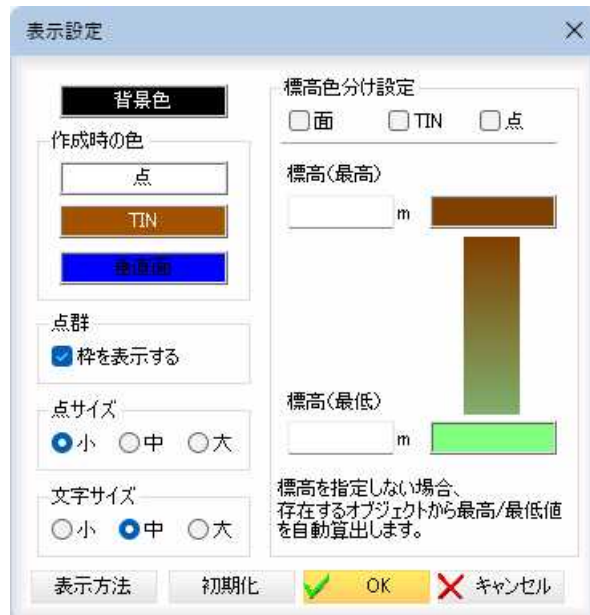 表示設定
背景色
作成時の色
点
TIN
垂直面
点群
枠を表示する
点サイズ
小 中 大
文字サイズ
小 中 大
標高色分け設定
面 TIN 点
標高(最高)
m
標高(最低)
m
標高を指定しない場合、
存在するオブジェクトから最高/最低値
を自動算出します。
表示方法 初期化 OK キャンセル